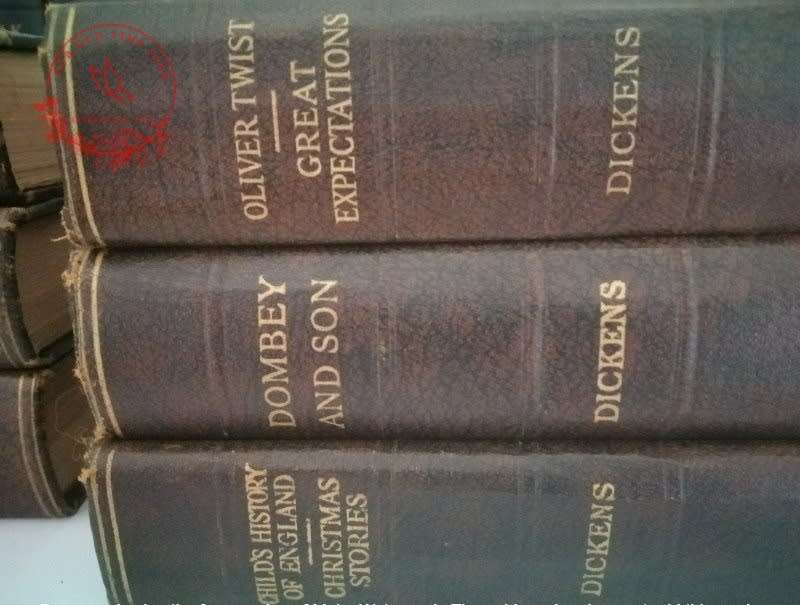 OLIVER TWIST
GREAT
EXPECTATIONS
DICKENS
DOMBEY
AND SON
DICKENS
CHILD'S HISTORY
OF ENGLAND
CHRISTMAS
STORIES
DICKENS